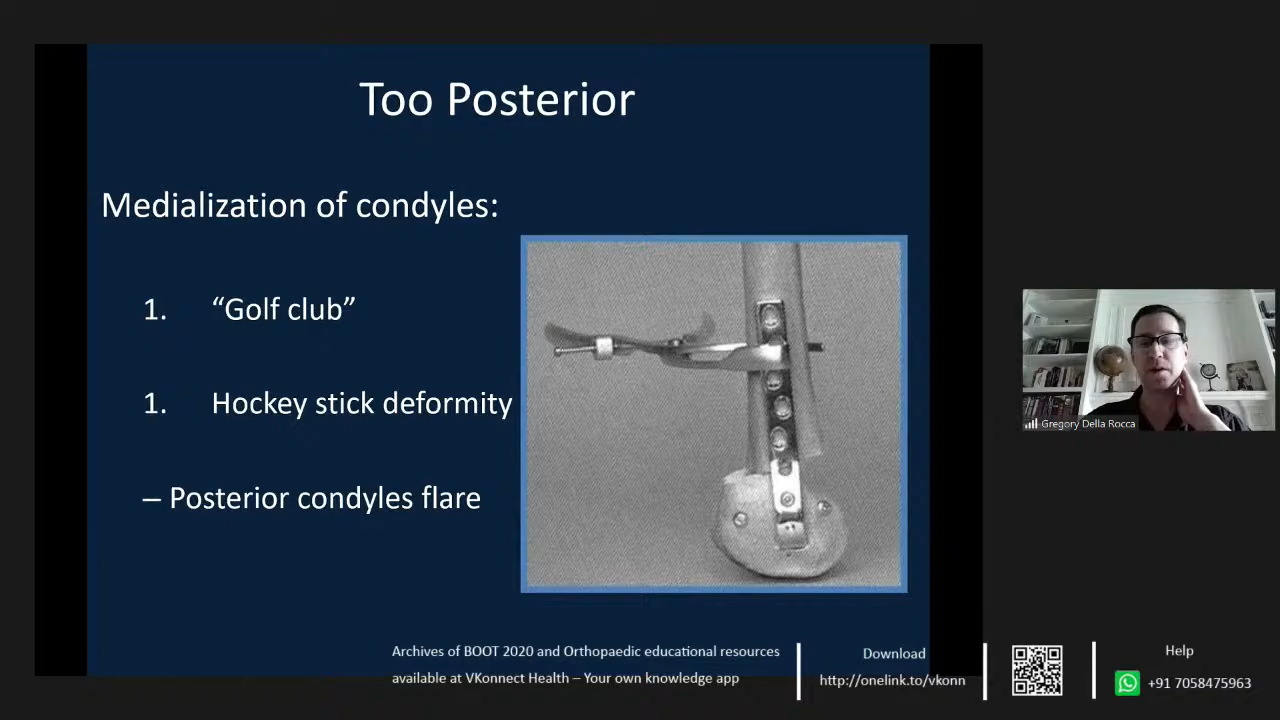 Too Posterior
Medialization of condyles:
1. “Golf club”
1. Hockey stick deformity
– Posterior condyles flare
Gregory Della Rocca
Archives of BOOT 2020 and Orthopaedic educational resources
available at VKonnect Health – Your own knowledge app
Download
http://onelink.to/vkonn
Help
+91 7058475963